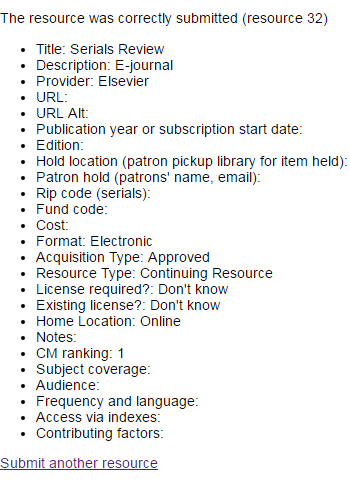 The resource was correctly submitted (resource 32)
Title: Serials Review
Description: E-journal
Provider: Elsevier
URL:
URL Alt:
Publication year or subscription start date:
Edition:
Hold location (patron pickup library for item held):
Patron hold (patrons' name, email):
Rip code (serials):
Fund code:
Cost:
Format: Electronic
Acquisition Type: Approved
Resource Type: Continuing Resource
License required?: Don't know
Existing license?: Don't know
Home Location: Online
Notes:
CM ranking: 1
Subject coverage:
Audience:
Frequency and language:
Access via indexes:
Contributing factors:
Submit another resource